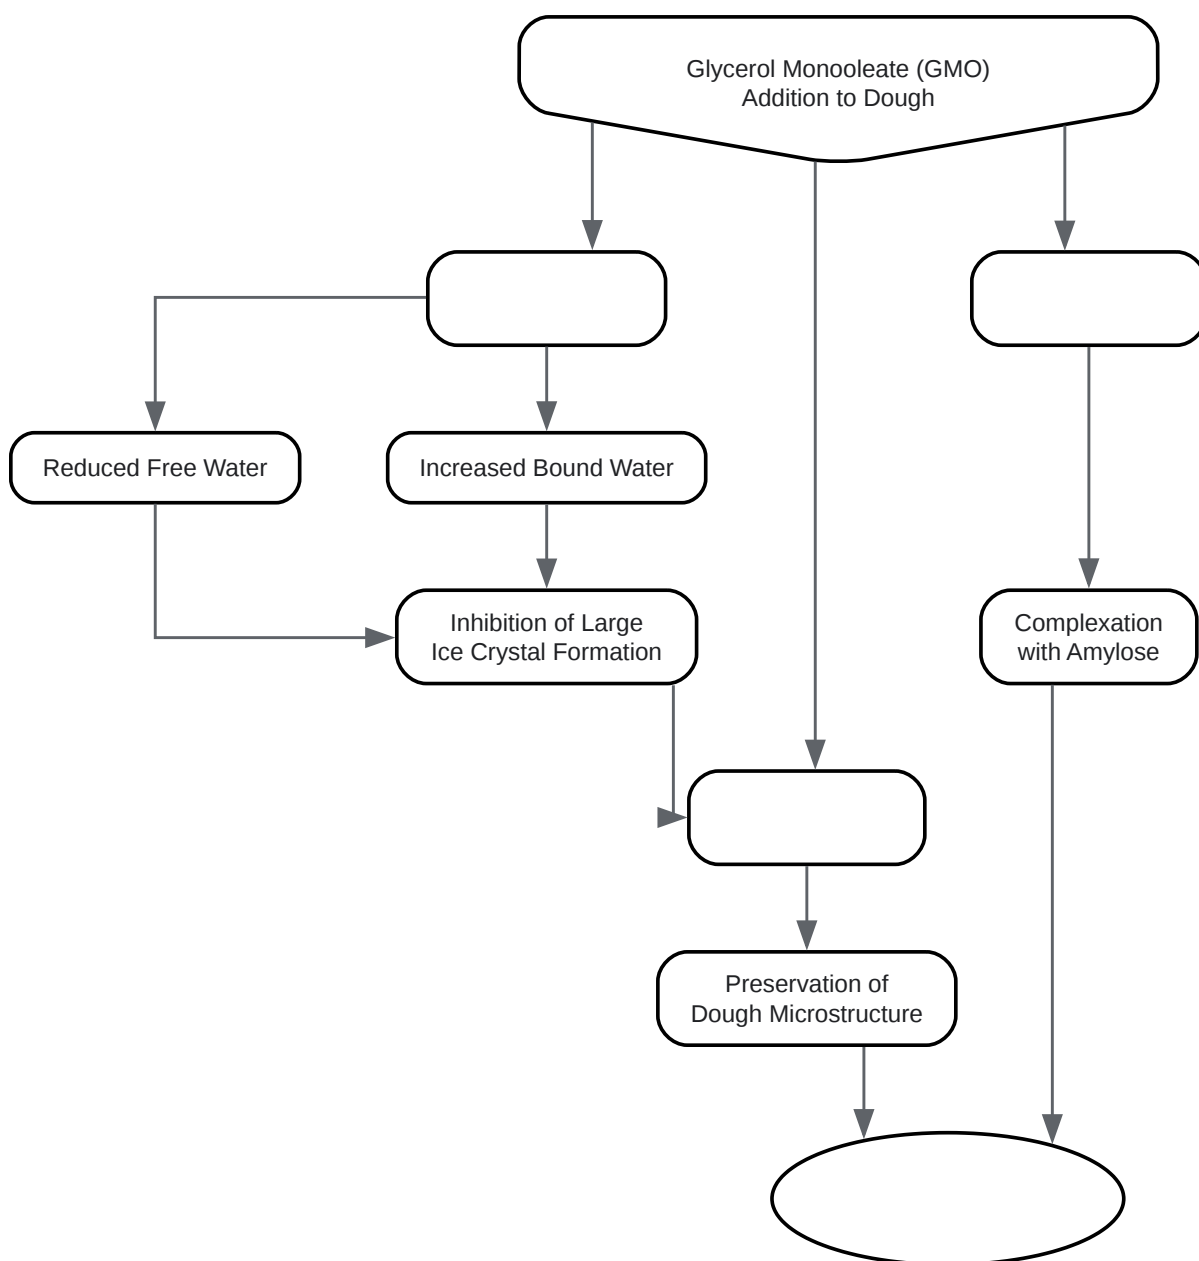 Glycerol Monooleate (GMO)
Addition to Dough
Reduced Free Water
Increased Bound Water
Inhibition of Large
Ice Crystal Formation
Complexation
with Amylose
Preservation of
Dough Microstructure